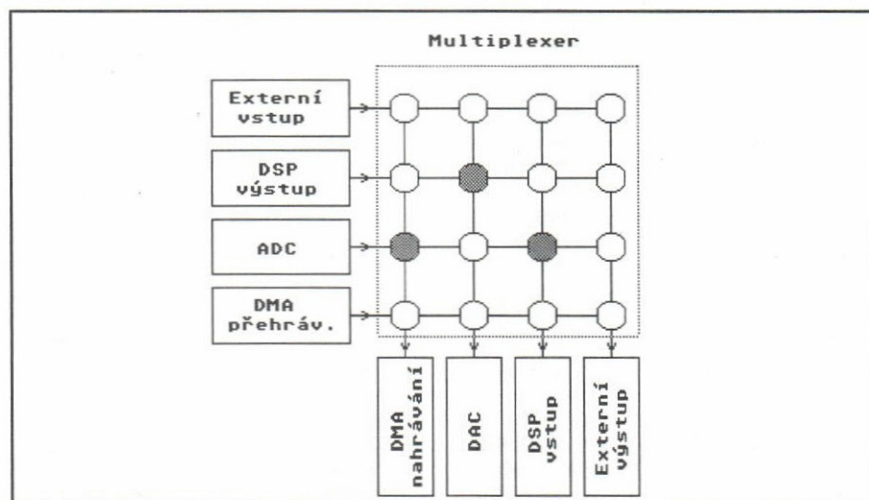 Multiplexer
Externí
vstup
DSP
výstup
ADC
DMA
přehráv.
DMA
nahrávání
DAC
DSP
vstup
Externí
výstup